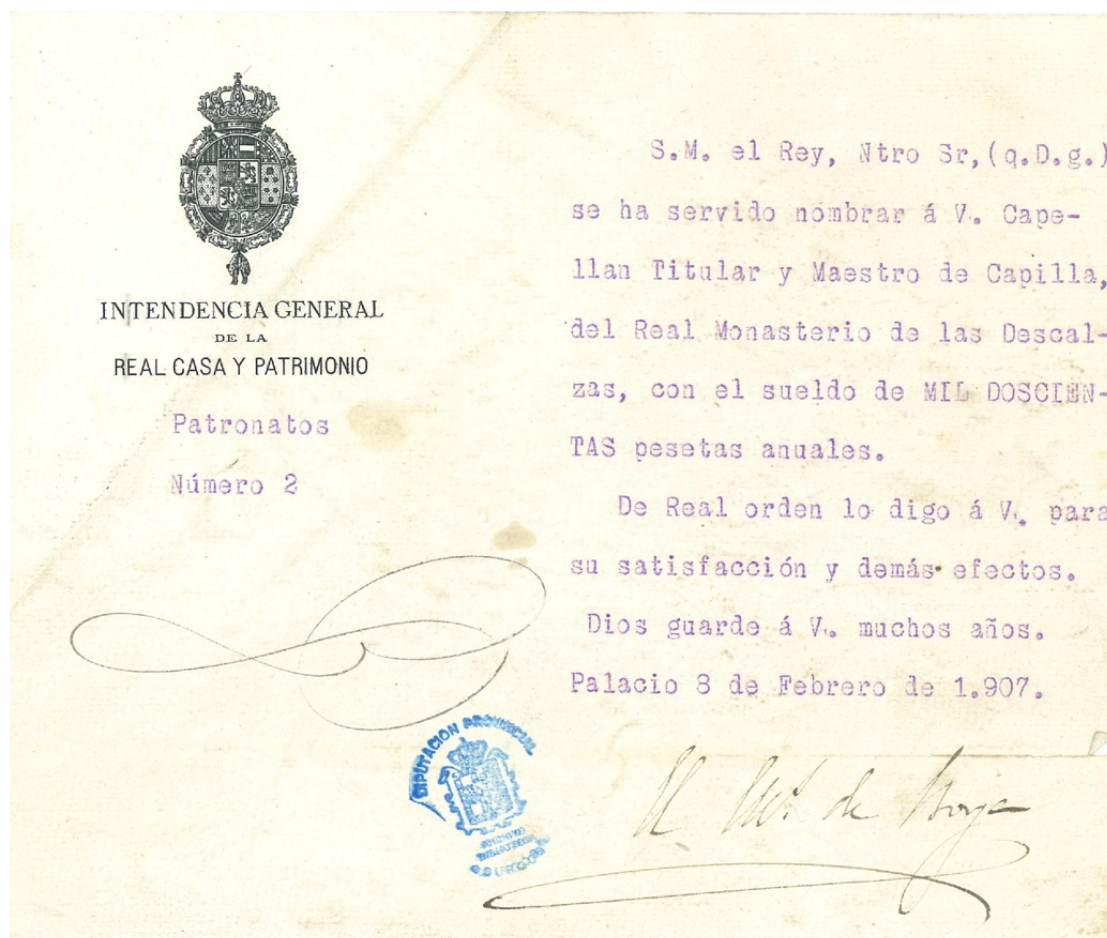 INTENDENCIA GENERAL
DE LA
REAL CASA Y PATRIMONIO
Patronatos
Número 2
S.M. el Rey, Ntro Sr,(q.D.g.)
se ha servido nombrar á V. Cape-
llan Titular y Maestro de Capilla,
del Real Monasterio de las Descal-
zas, con el sueldo de MIL DOSCIEN-
TAS pesetas anuales.
De Real orden lo digo á V. para
su satisfacción y demás efectos.
Dios guarde á V. muchos años.
Palacio 8 de Febrero de 1.907.
DIPUTACION PROVINCIAL
de